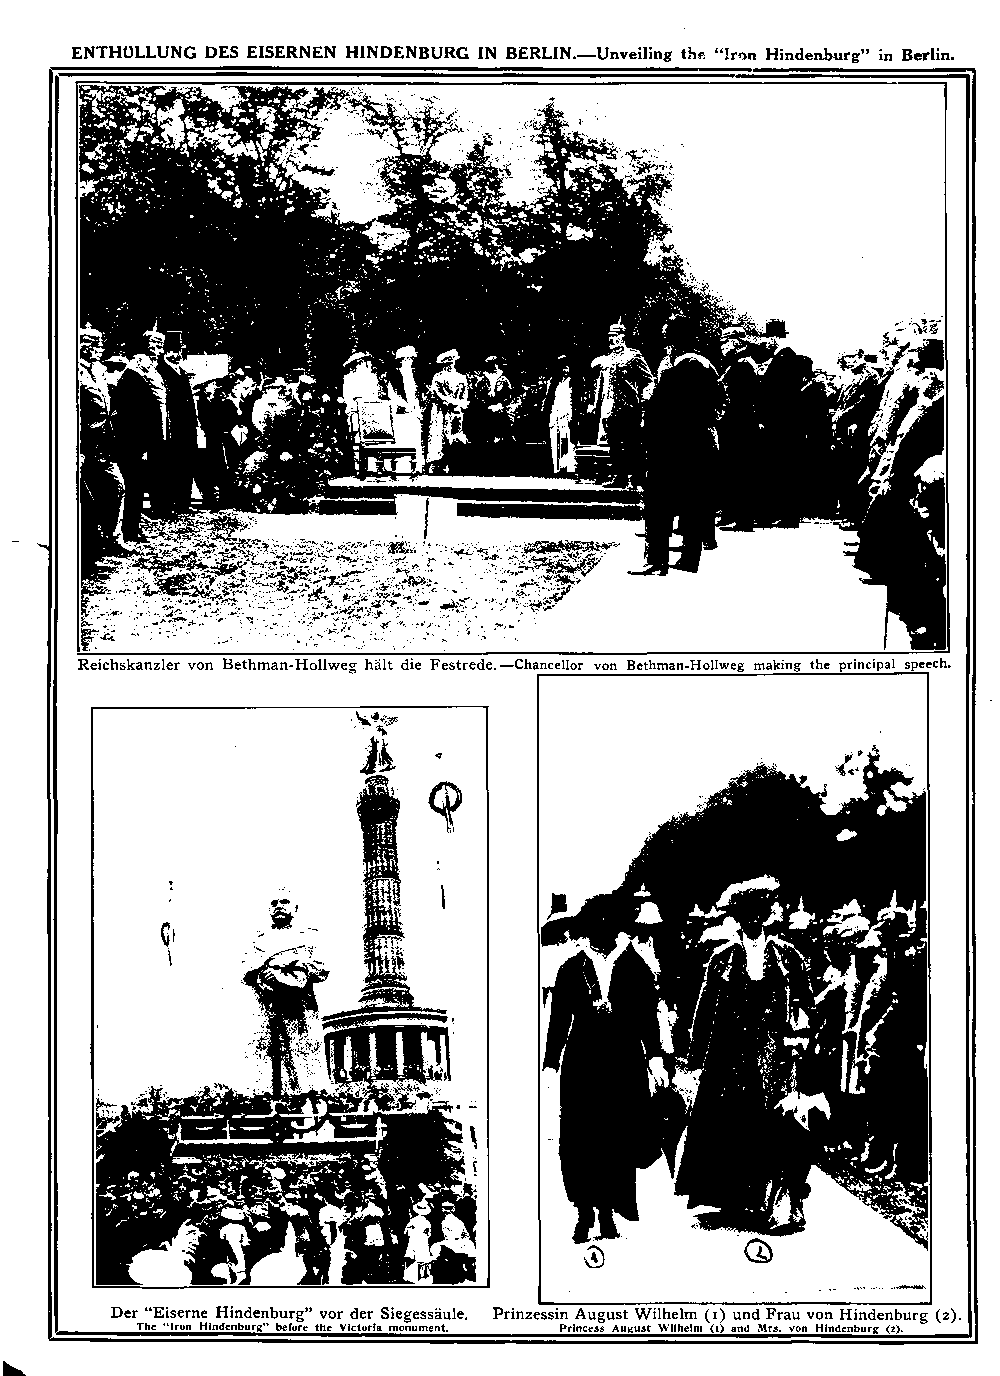 ENTHÜLLUNG DES EISERNEN HINDENBURG IN BERLIN.—Unveiling the "Iron Hindenburg" in Berlin.
Reichskanzler von Bethman-Hollweg hält die Festrede.—Chancellor von Bethman-Hollweg making the principal speech.
1
2
Der "Eiserne Hindenburg" vor der Siegessäule.
The "Iron Hindenburg" before the Victoria monument.
Prinzessin August Wilhelm (1) und Frau von Hindenburg (2).
Princess August Wilhelm (1) and Mrs. von Hindenburg (2).